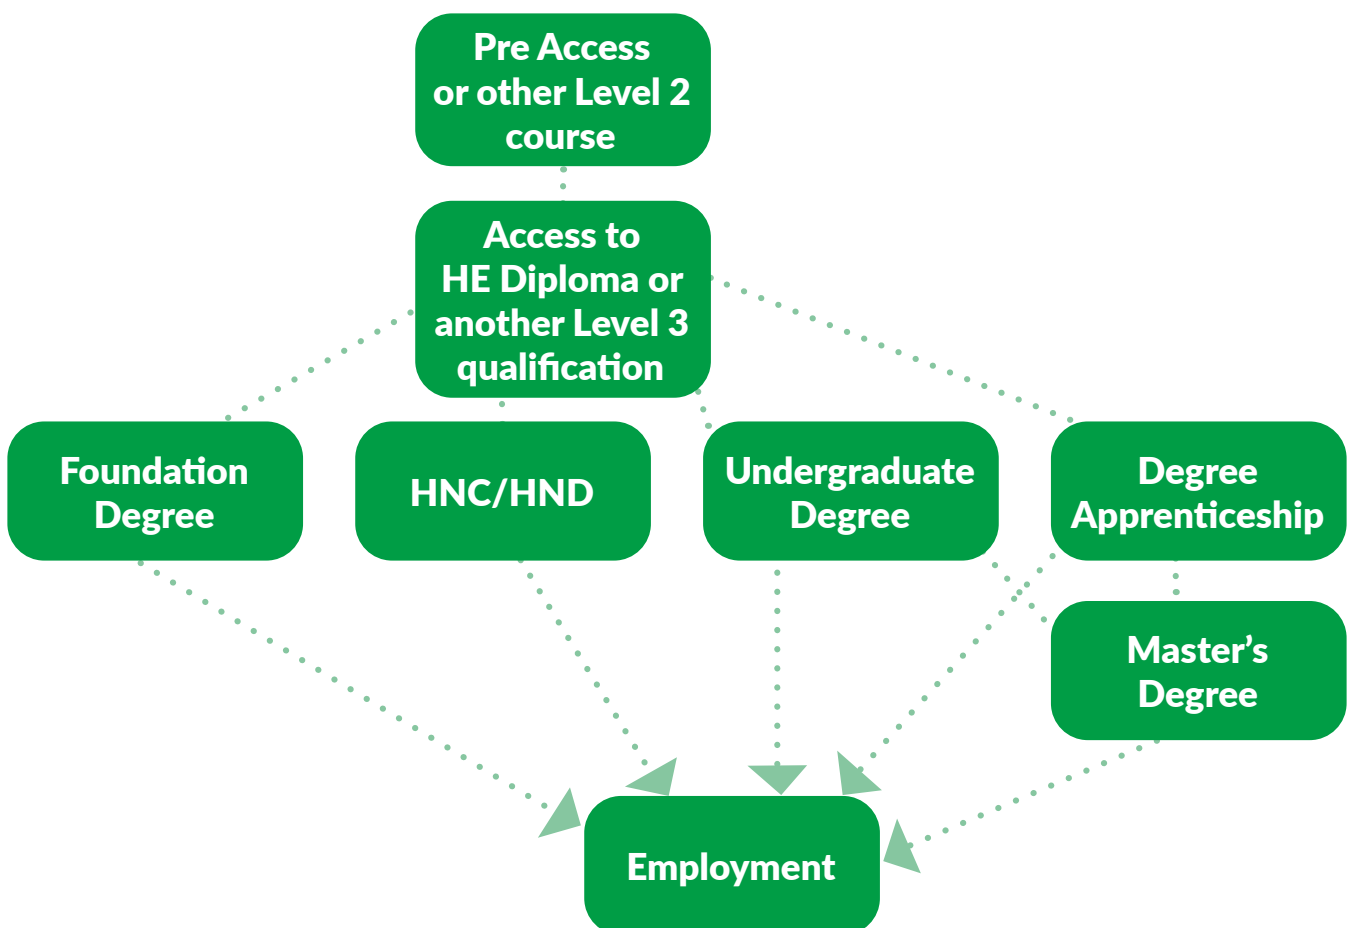 Pre Access
or other Level 2
course
Access to
HE Diploma or
another Level 3
qualification
Foundation
Degree
HNC/HND
Undergraduate
Degree
Degree
Apprenticeship
Master’s
Degree
Employment